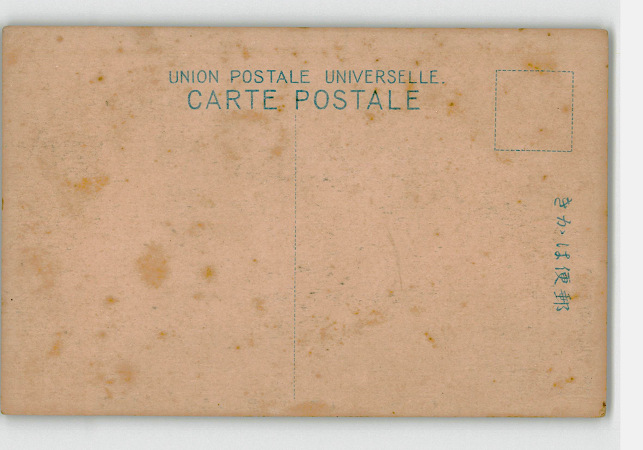 UNION POSTALE UNIVERSELLE.
CARTE POSTALE
きかは便郵